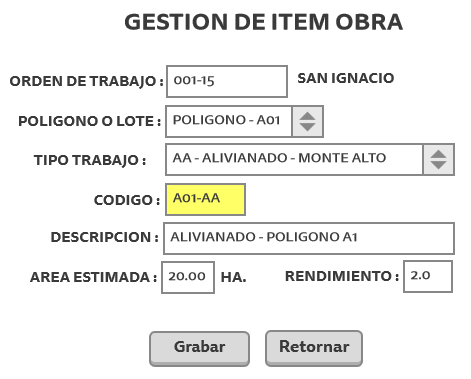 GESTION DE ITEM OBRA
ORDEN DE TRABAJO : 001-15 SAN IGNACIO
POLIGONO O LOTE : POLIGONO - A01
TIPO TRABAJO : AA - ALIVIANADO - MONTE ALTO
CODIGO : A01-AA
DESCRIPCION : ALIVIANADO - POLIGONO A1
AREA ESTIMADA : 20.00 HA. RENDIMIENTO : 2.0
Grabar Retornar